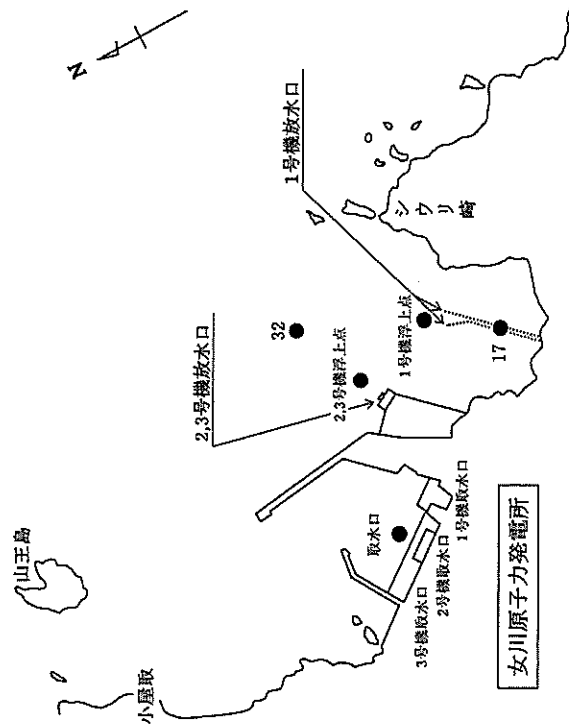 N
山王島
小屋取
2,3号機放水口
1号機放水口
32
2,3号機浮上点
1号機浮上点
17
シウリ崎
取水口
1号機取水口
2号機取水口
3号機取水口
女川原子力発電所